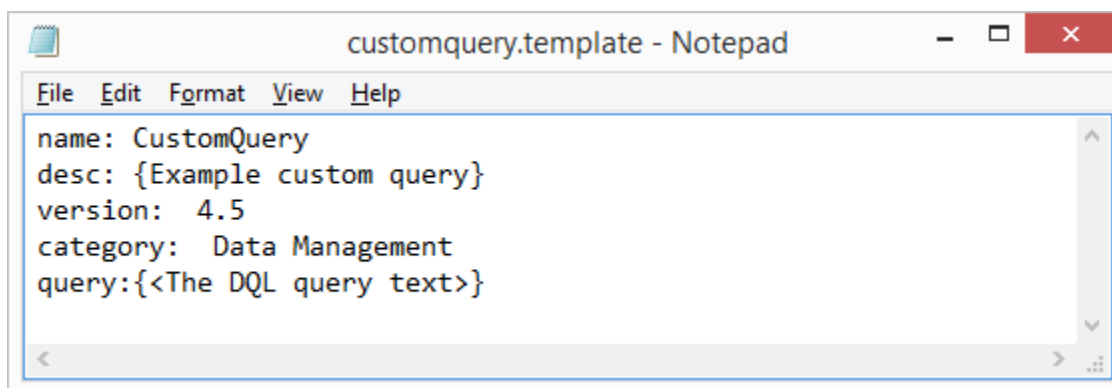 customquery.template - Notepad
File Edit Format View Help
name: CustomQuery
desc: {Example custom query}
version:  4.5
category:  Data Management
query:{<The DQL query text>}